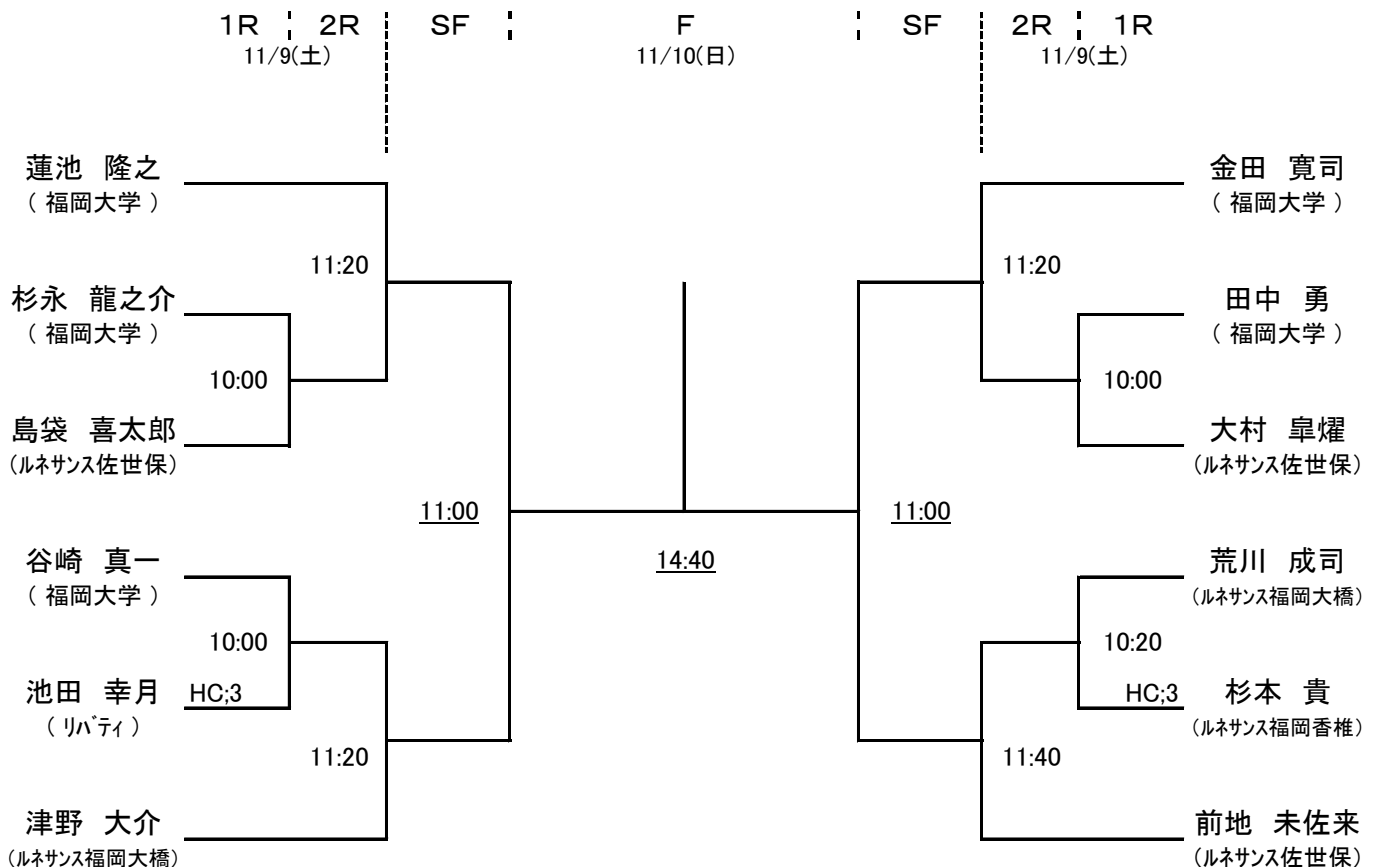 1R 2R SF F SF 2R 1R
11/9(土) 11/10(日) 11/9(土)
蓮池 隆之
( 福岡大学 )
11:20
杉永 龍之介
( 福岡大学 )
10:00
島袋 喜太郎
(ルネサンス佐世保)
11:00
谷崎 真一
( 福岡大学 )
10:00
池田 幸月 HC;3
( リバティ )
11:20
津野 大介
(ルネサンス福岡大橋)
14:40
金田 寛司
( 福岡大学 )
11:20
田中 勇
( 福岡大学 )
10:00
大村 皐燿
(ルネサンス佐世保)
11:00
荒川 成司
(ルネサンス福岡大橋)
10:20
HC;3 杉本 貴
(ルネサンス福岡香椎)
11:40
前地 未佐来
(ルネサンス佐世保)